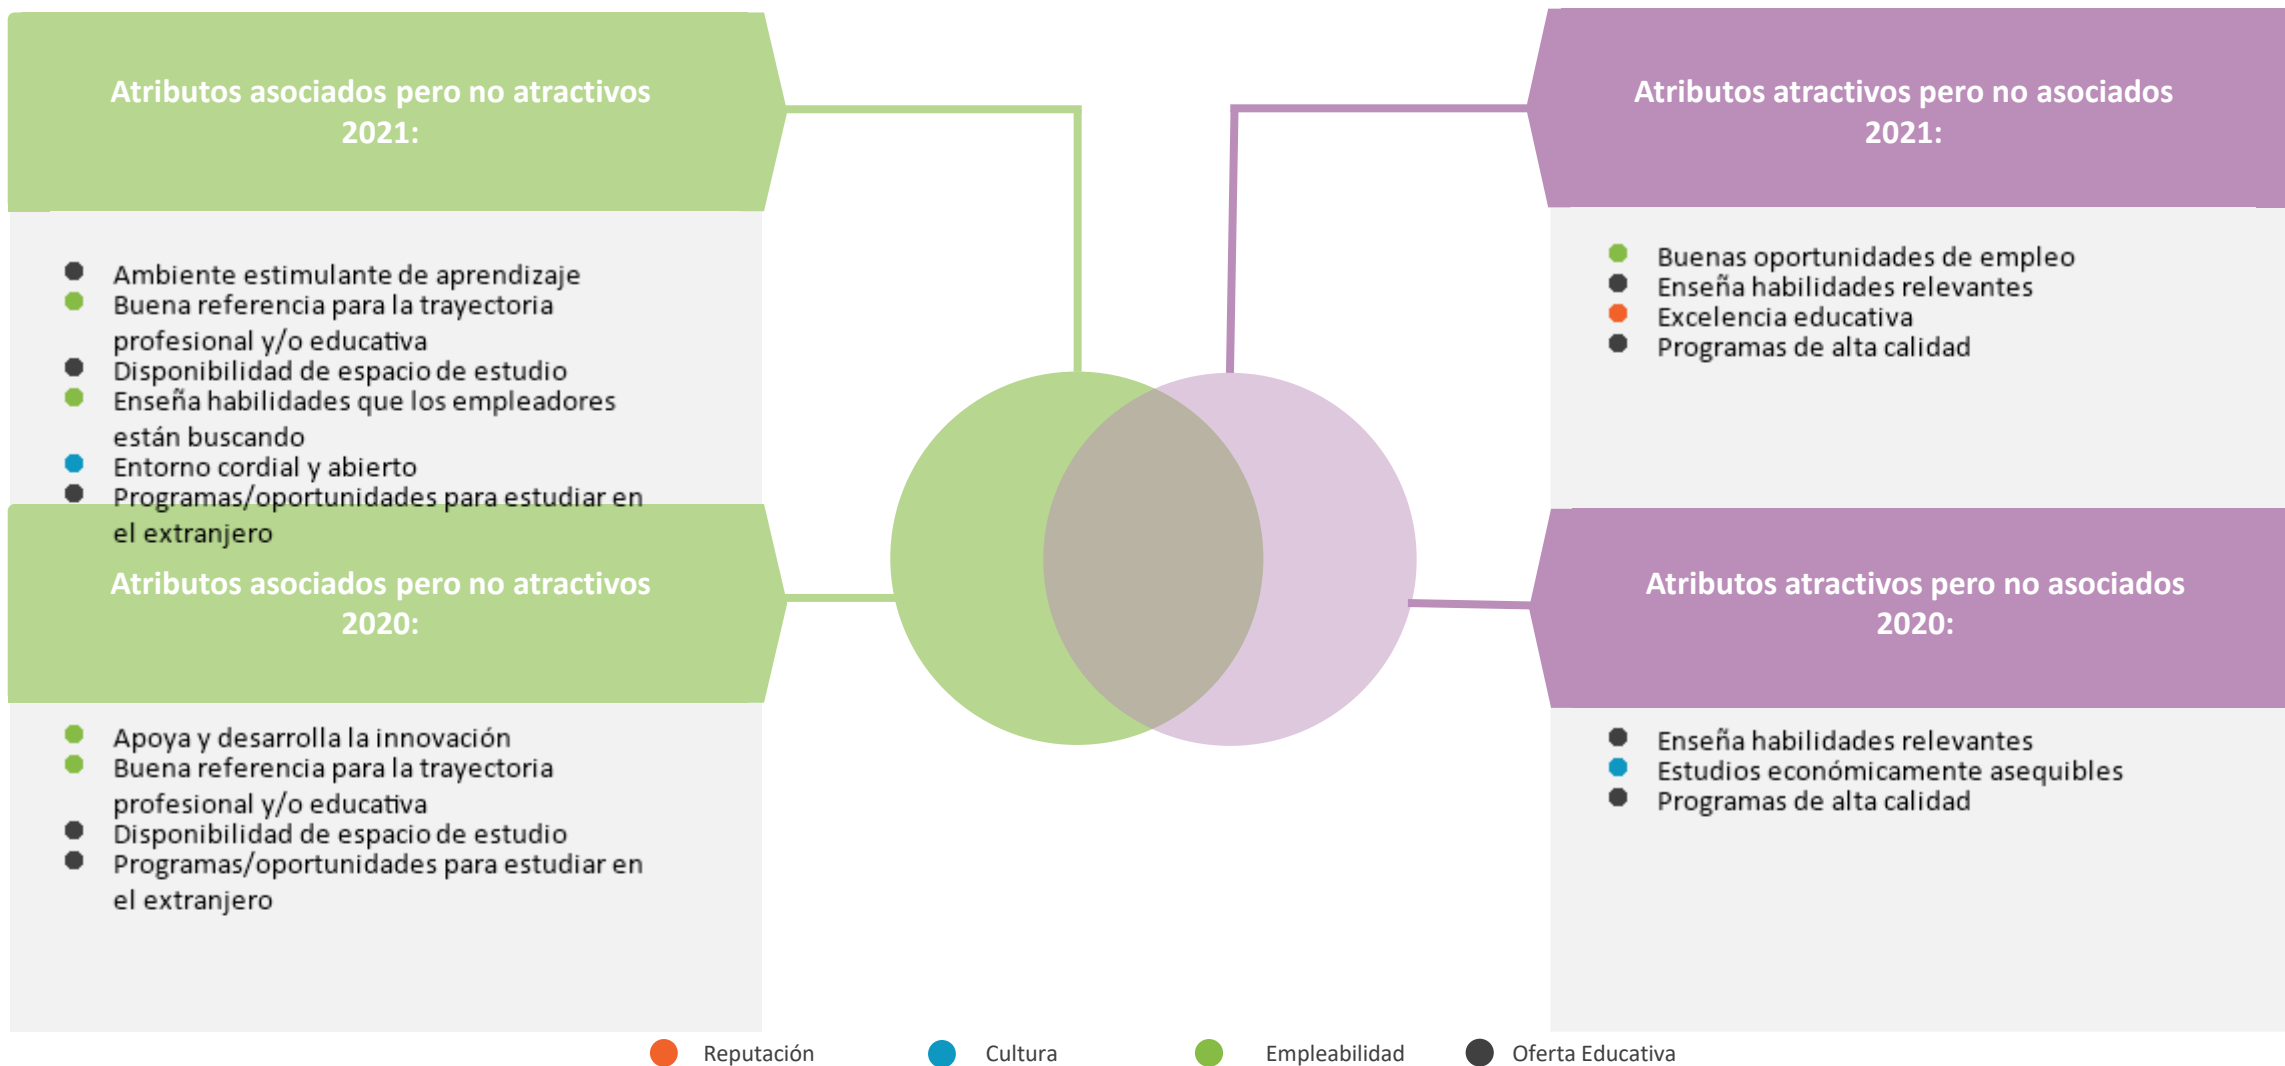 Atributos asociados pero no atractivos
2021:
Ambiente estimulante de aprendizaje
Buena referencia para la trayectoria
profesional y/o educativa
Disponibilidad de espacio de estudio
Enseña habilidades que los empleadores
están buscando
Entorno cordial y abierto
Programas/oportunidades para estudiar en
el extranjero
Atributos asociados pero no atractivos
2020:
Apoya y desarrolla la innovación
Buena referencia para la trayectoria
profesional y/o educativa
Disponibilidad de espacio de estudio
Programas/oportunidades para estudiar en
el extranjero
Atributos atractivos pero no asociados
2021:
Buenas oportunidades de empleo
Enseña habilidades relevantes
Excelencia educativa
Programas de alta calidad
Atributos atractivos pero no asociados
2020:
Enseña habilidades relevantes
Estudios económicamente asequibles
Programas de alta calidad
Reputación
Cultura
Empleabilidad
Oferta Educativa